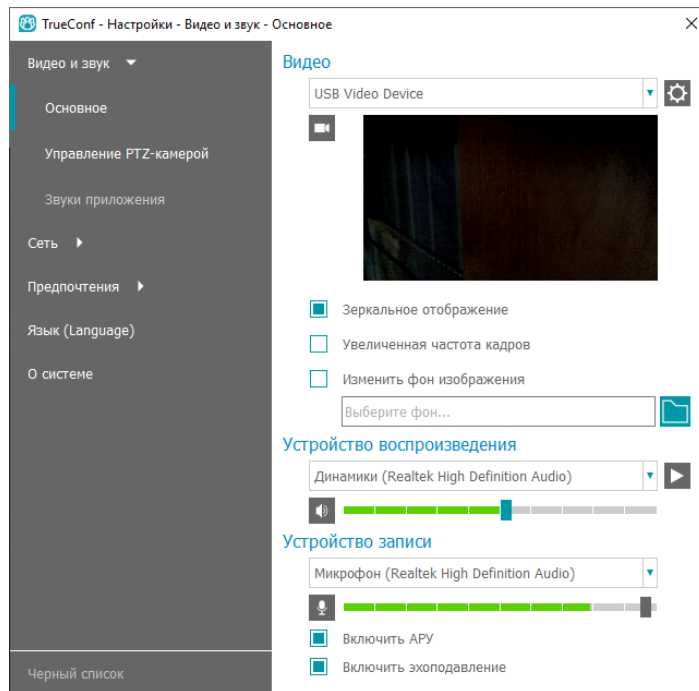 TrueConf - Настройки - Видео и звук - Основное
Видео и звук
Основное
Управление PTZ-камерой
Звуки приложения
Сеть
Предпочтения
Язык (Language)
О системе
Черный список
Видео
USB Video Device
Зеркальное отображение
Увеличенная частота кадров
Изменить фон изображения
Выберите фон...
Устройство воспроизведения
Динамики (Realtek High Definition Audio)
Устройство записи
Микрофон (Realtek High Definition Audio)
Включить АРУ
Включить эхоподавление